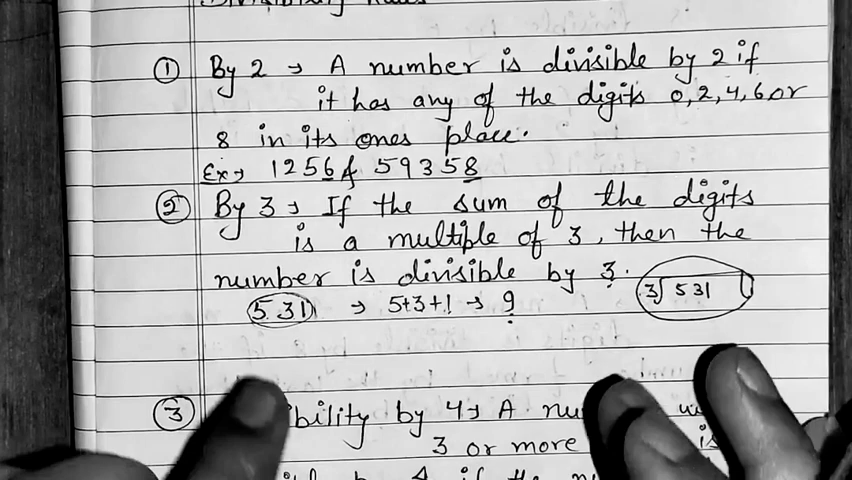 ① By 2 → A number is divisible by 2 if
it has any of the digits 0, 2, 4, 6 or
8 in its ones place.
Ex→ 1256 & 59358
② By 3 → If the sum of the digits
is a multiple of 3, then the
number is divisible by 3.
531 → 5+3+1 → 9
3)531
③ bility by 4 → A nu
3 or more is